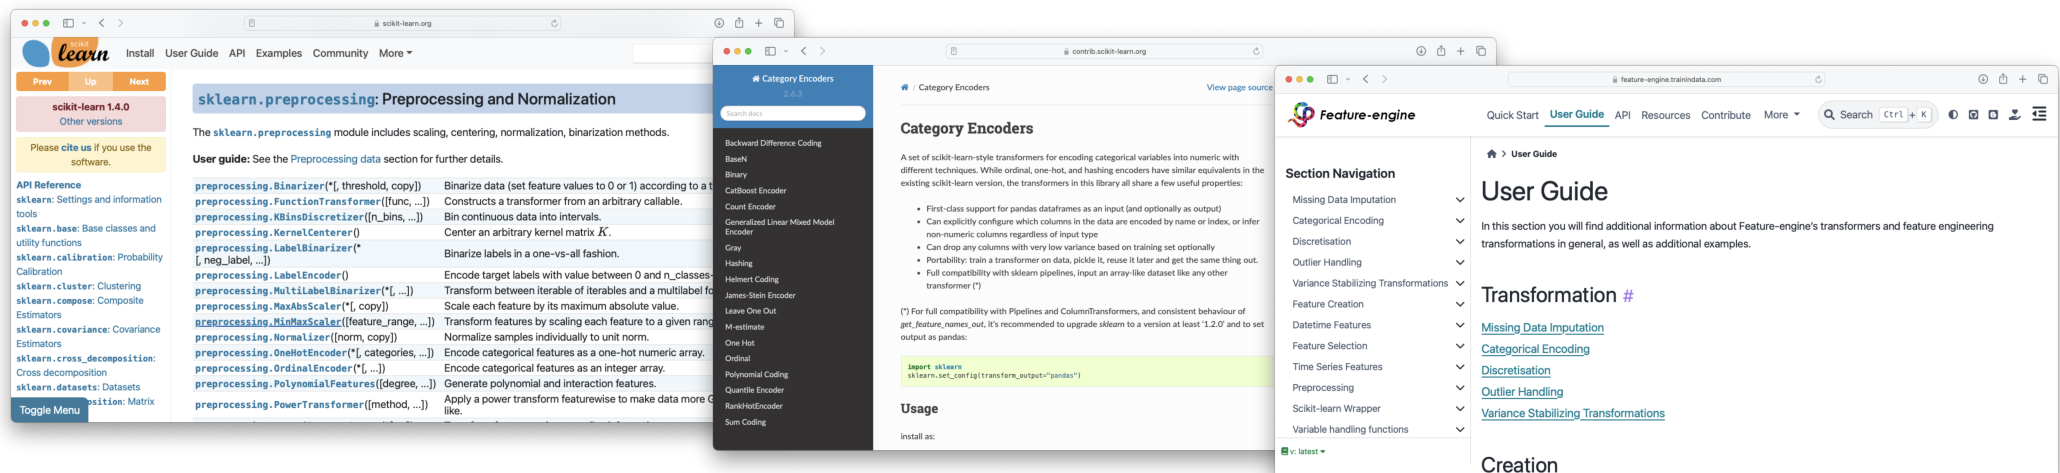 scikit-learn.org
scikit
learn
Install User Guide API Examples Community More
Prev Up Next
scikit-learn 1.4.0
Other versions
Please cite us if you use the
software.
API Reference
sklearn: Settings and information
tools
sklearn.base: Base classes and
utility functions
sklearn.calibration: Probability
Calibration
sklearn.cluster: Clustering
sklearn.compose: Composite
Estimators
sklearn.covariance: Covariance
Estimators
sklearn.cross_decomposition:
Cross decomposition
sklearn.datasets: Datasets
Toggle Menu
osition: Matrix
sklearn.preprocessing: Preprocessing and Normalization
The sklearn.preprocessing module includes scaling, centering, normalization, binarization methods.
User guide: See the Preprocessing data section for further details.
preprocessing.Binarizer(*[, threshold, copy]) Binarize data (set feature values to 0 or 1) according to a t
preprocessing.FunctionTransformer([func, ...]) Constructs a transformer from an arbitrary callable.
preprocessing.KBinsDiscretizer([n_bins, ...]) Bin continuous data into intervals.
preprocessing.KernelCenterer() Center an arbitrary kernel matrix K.
preprocessing.LabelBinarizer(*
[, neg_label, ...]) Binarize labels in a one-vs-all fashion.
preprocessing.LabelEncoder() Encode target labels with value between 0 and n_classes-
preprocessing.MultiLabelBinarizer(*[, ...]) Transform between iterable of iterables and a multilabel fo
preprocessing.MaxAbsScaler(*[, copy]) Scale each feature by its maximum absolute value.
preprocessing.MinMaxScaler([feature_range, ...]) Transform features by scaling each feature to a given rang
preprocessing.Normalizer([norm, copy]) Normalize samples individually to unit norm.
preprocessing.OneHotEncoder(*[, categories, ...]) Encode categorical features as a one-hot numeric array.
preprocessing.OrdinalEncoder(*[, ...]) Encode categorical features as an integer array.
preprocessing.PolynomialFeatures([degree, ...]) Generate polynomial and interaction features.
preprocessing.PowerTransformer([method, ...]) Apply a power transform featurewise to make data more G
like.
contrib.scikit-learn.org
Category Encoders
2.6.3
Search docs
Backward Difference Coding
BaseN
Binary
CatBoost Encoder
Count Encoder
Generalized Linear Mixed Model
Encoder
Gray
Hashing
Helmert Coding
James-Stein Encoder
Leave One Out
M-estimate
One Hot
Ordinal
Polynomial Coding
Quantile Encoder
RankHotEncoder
Sum Coding
/ Category Encoders View page source
Category Encoders
A set of scikit-learn-style transformers for encoding categorical variables into numeric with
different techniques. While ordinal, one-hot, and hashing encoders have similar equivalents in the
existing scikit-learn version, the transformers in this library all share a few useful properties:
• First-class support for pandas dataframes as an input (and optionally as output)
• Can explicitly configure which columns in the data are encoded by name or index, or infer
non-numeric columns regardless of input type
• Can drop any columns with very low variance based on training set optionally
• Portability: train a transformer on data, pickle it, reuse it later and get the same thing out.
• Full compatibility with sklearn pipelines, input an array-like dataset like any other
transformer (*)
(*) For full compatibility with Pipelines and ColumnTransformers, and consistent behaviour of
get_feature_names_out, it's recommended to upgrade sklearn to a version at least '1.2.0' and to set
output as pandas:
import sklearn
sklearn.set_config(transform_output="pandas")
Usage
install as:
feature-engine.trainindata.com
Feature-engine
Quick Start User Guide API Resources Contribute More Search Ctrl + K
Section Navigation
Missing Data Imputation
Categorical Encoding
Discretisation
Outlier Handling
Variance Stabilizing Transformations
Feature Creation
Datetime Features
Feature Selection
Time Series Features
Preprocessing
Scikit-learn Wrapper
Variable handling functions
v: latest
> User Guide
User Guide
In this section you will find additional information about Feature-engine's transformers and feature engineering
transformations in general, as well as additional examples.
Transformation #
Missing Data Imputation
Categorical Encoding
Discretisation
Outlier Handling
Variance Stabilizing Transformations
Creation